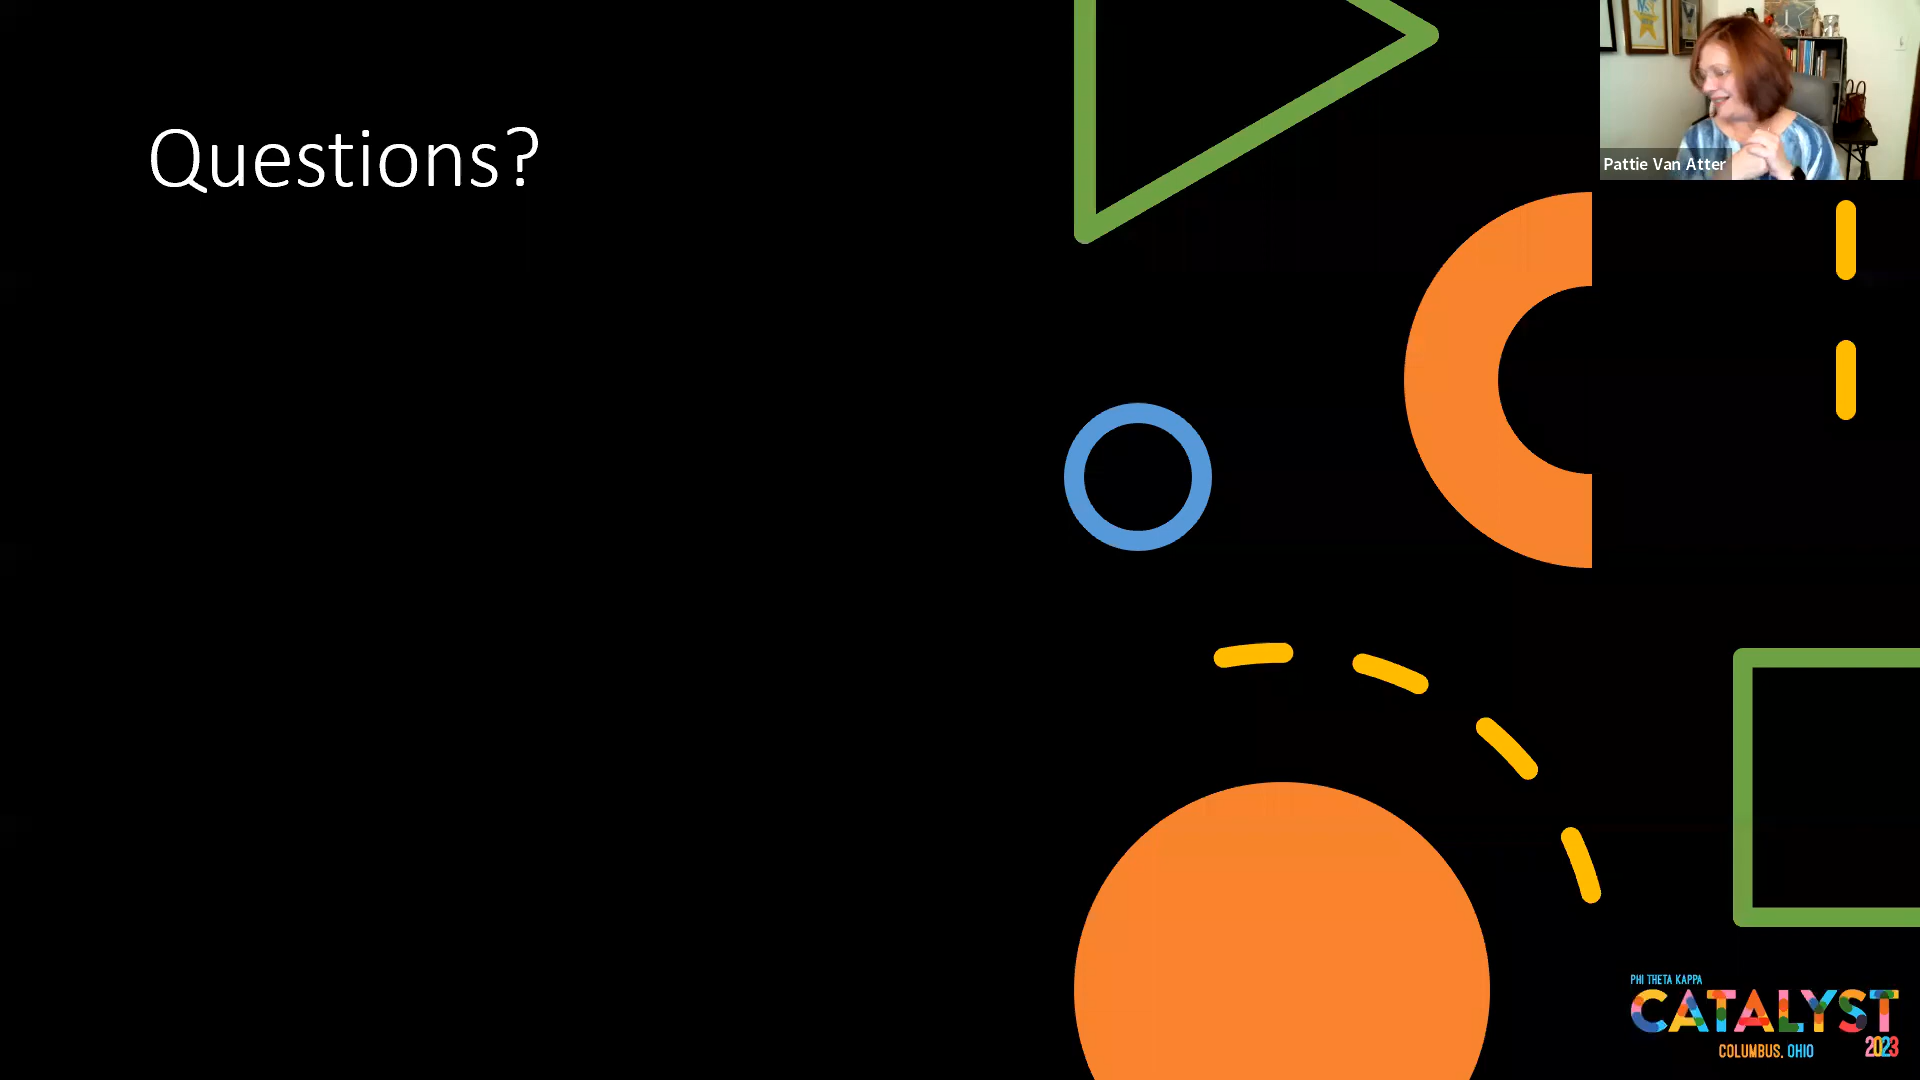 Questions?
Pattie Van Atter
PHI THETA KAPPA
CATALYST
COLUMBUS, OHIO
2023